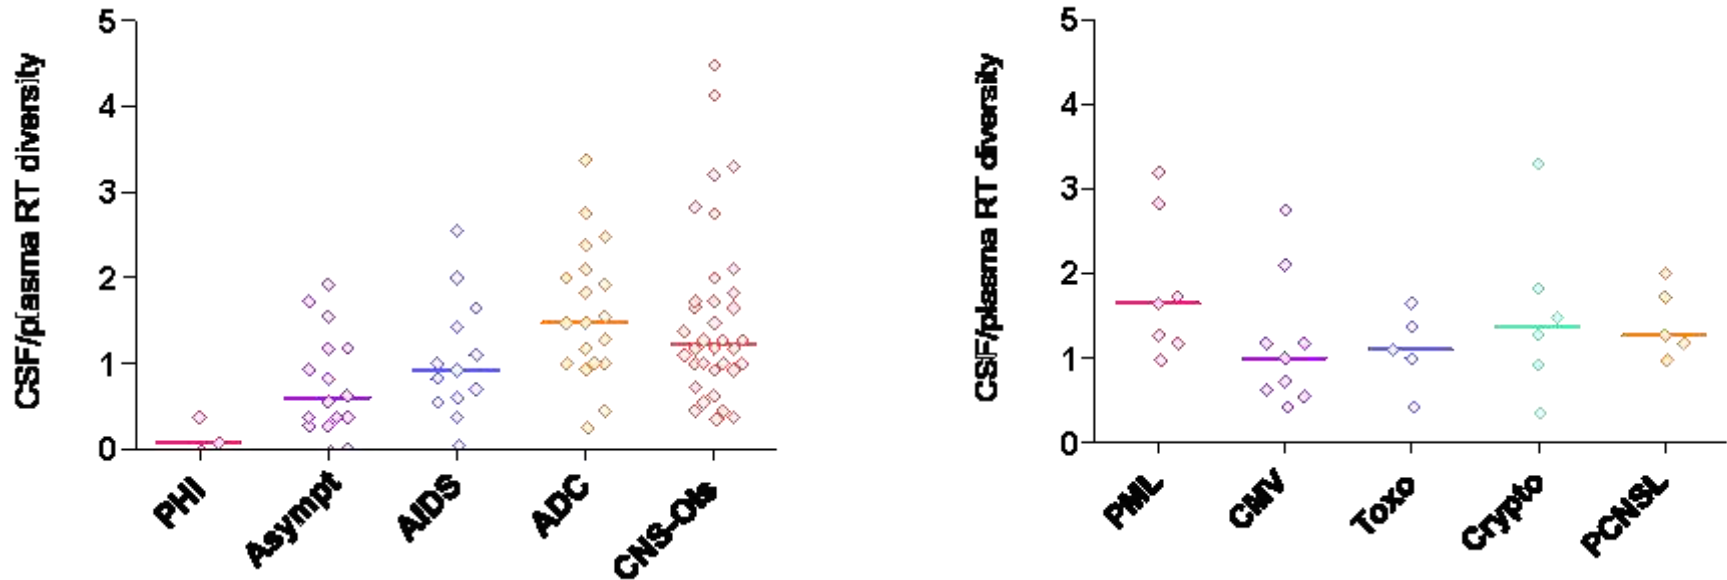 CSF/plasma RT diversity
5
4
3
2
1
0
PHI
Asympt
AIDS
ADC
CNS-OIs
CSF/plasma RT diversity
5
4
3
2
1
0
PML
CMV
Toxo
Crypto
PCNSL